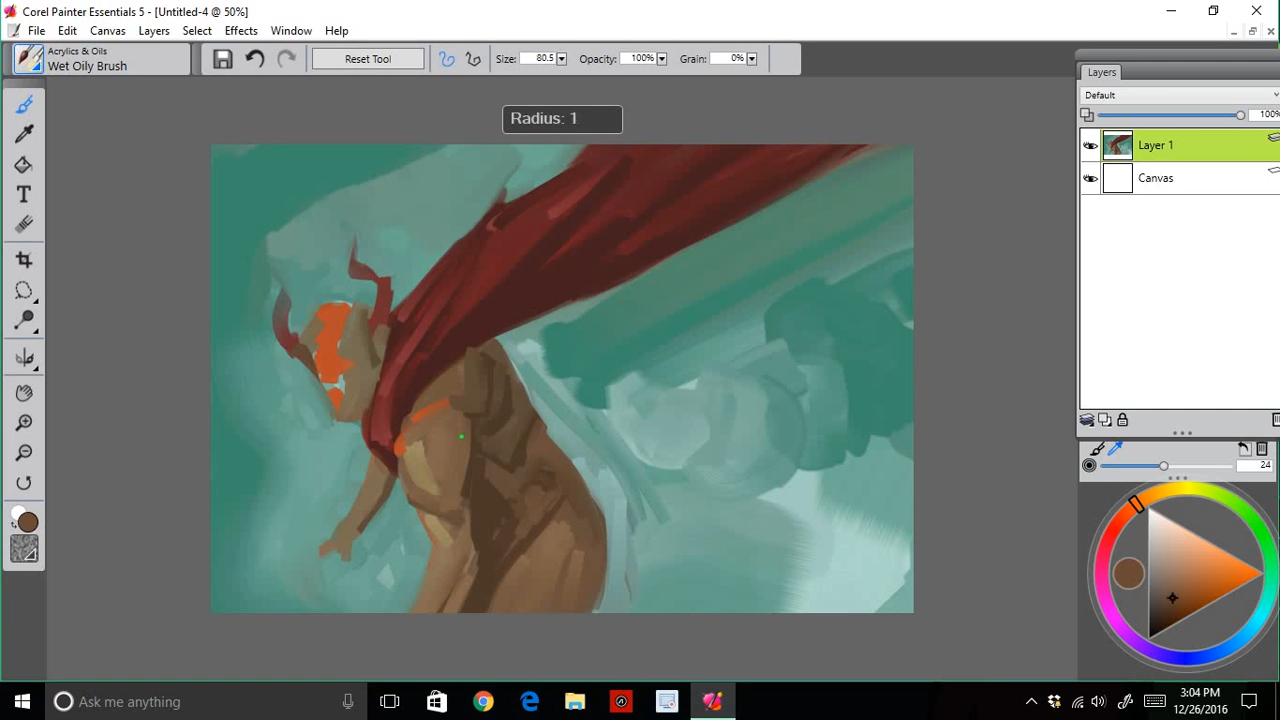 Corel Painter Essentials 5 - [Untitled-4 @ 50%]
File Edit Canvas Layers Select Effects Window Help
Acrylics & Oils
Wet Oily Brush
Reset Tool
Size: 80.5
Opacity: 100%
Grain: 0%
Radius: 1
Layers
Default
100%
Layer 1
Canvas
24
Ask me anything
3:04 PM
12/26/2016